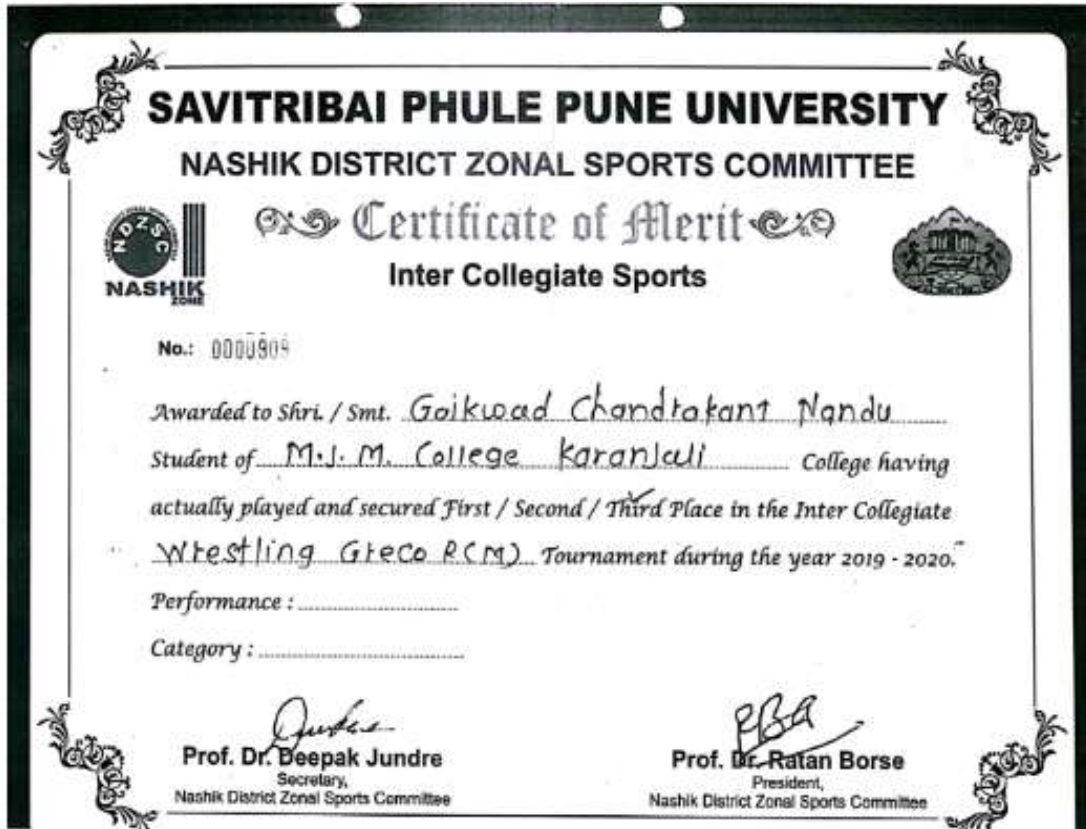 SAVITRIBAI PHULE PUNE UNIVERSITY
NASHIK DISTRICT ZONAL SPORTS COMMITTEE
Certificate of Merit
Inter Collegiate Sports
NDZSC
NASHIK
ZONE
No.: 0000909
Awarded to Shri. / Smt. Gaikwad Chandrakant Nandu
Student of M.J.M. College Karanjali College having
actually played and secured First / Second / Third Place in the Inter Collegiate
Wrestling Greco R(M) Tournament during the year 2019 - 2020.
Performance :
Category :
Prof. Dr. Deepak Jundre
Secretary,
Nashik District Zonal Sports Committee
Prof. Dr. Ratan Borse
President,
Nashik District Zonal Sports Committee